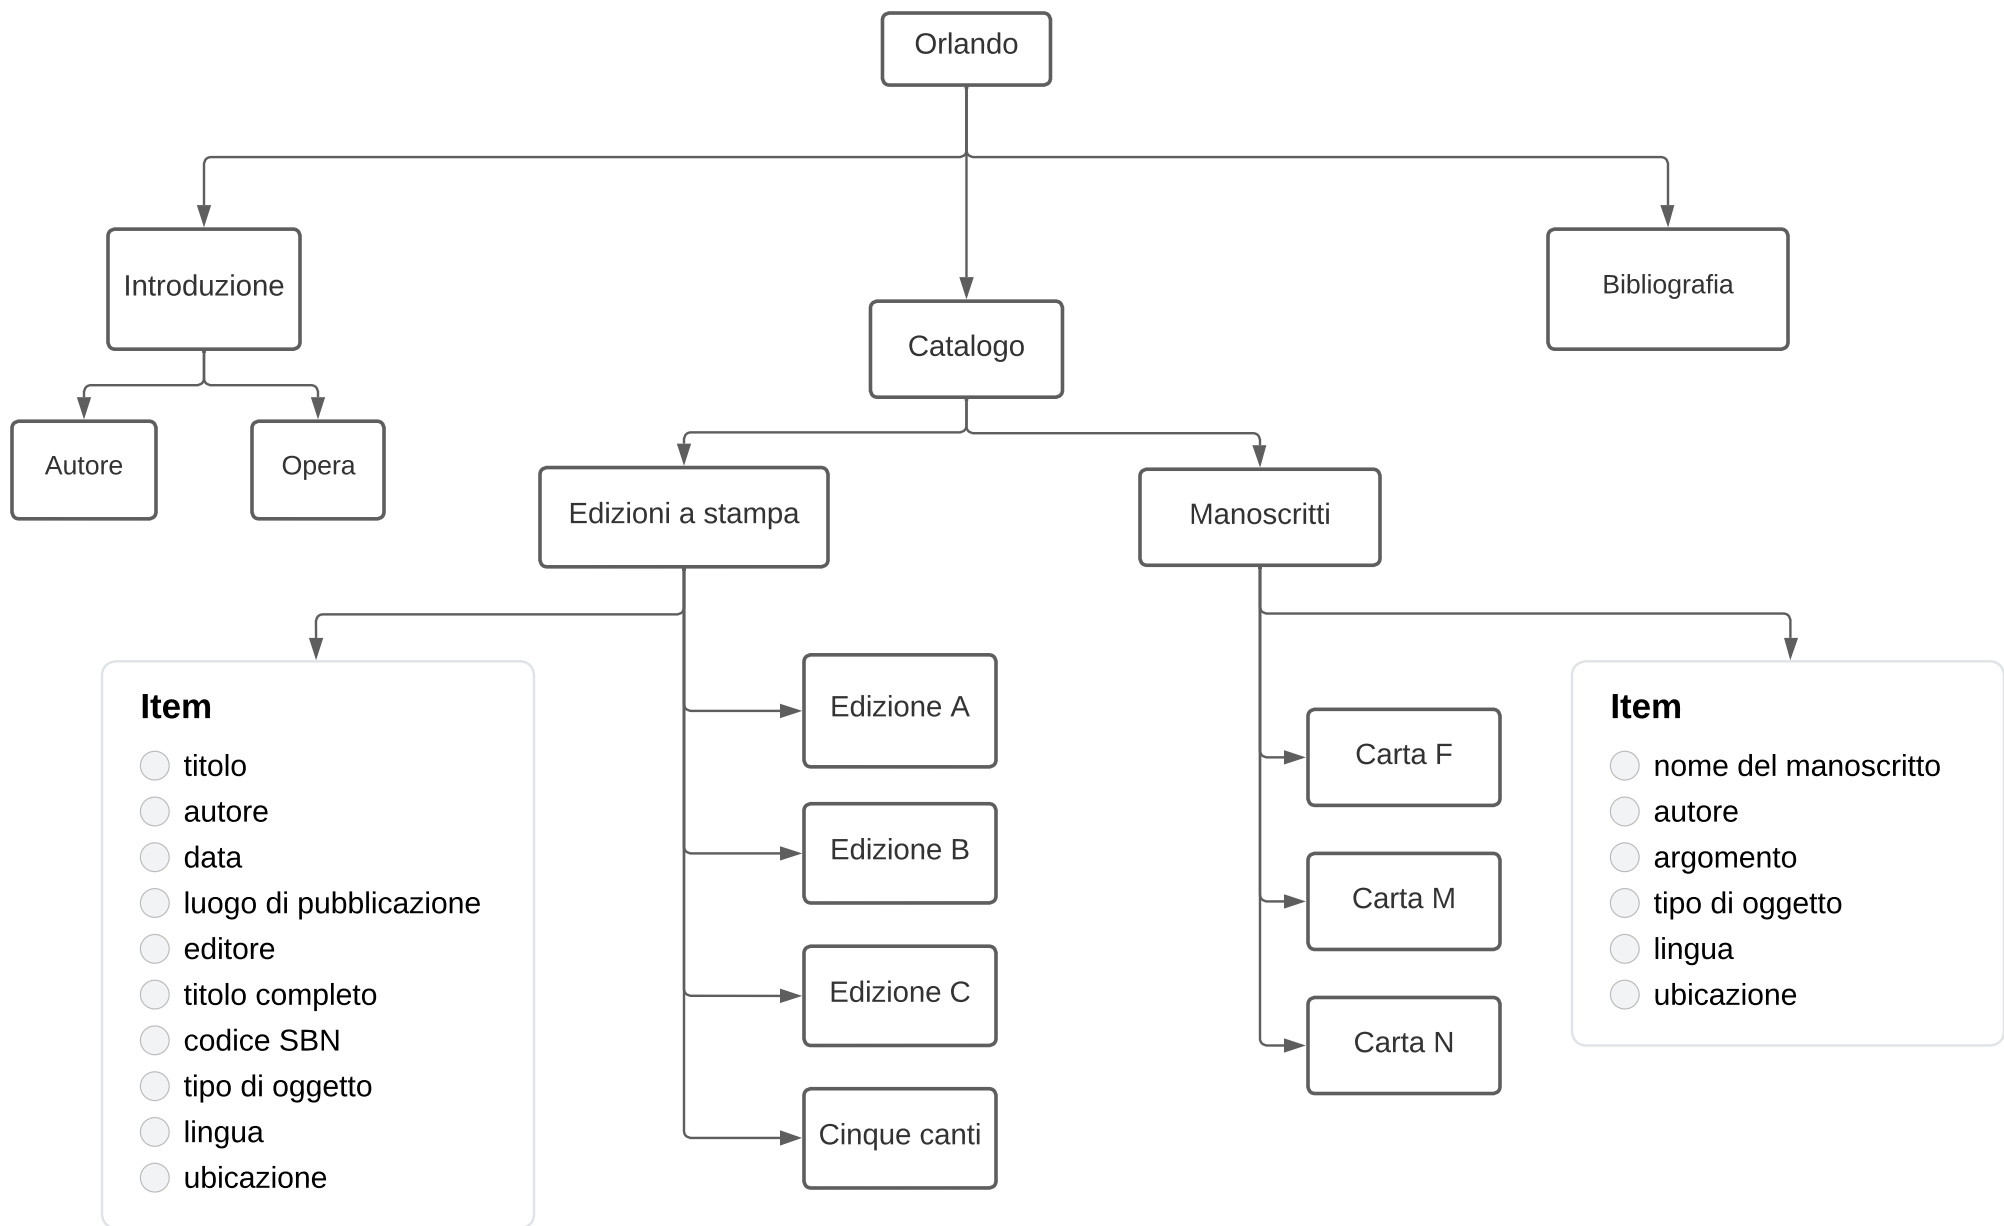 Orlando
Introduzione
Catalogo
Bibliografia
Autore
Opera
Edizioni a stampa
Manoscritti
Item
titolo
autore
data
luogo di pubblicazione
editore
titolo completo
codice SBN
tipo di oggetto
lingua
ubicazione
Edizione A
Edizione B
Edizione C
Cinque canti
Carta F
Carta M
Carta N
Item
nome del manoscritto
autore
argomento
tipo di oggetto
lingua
ubicazione